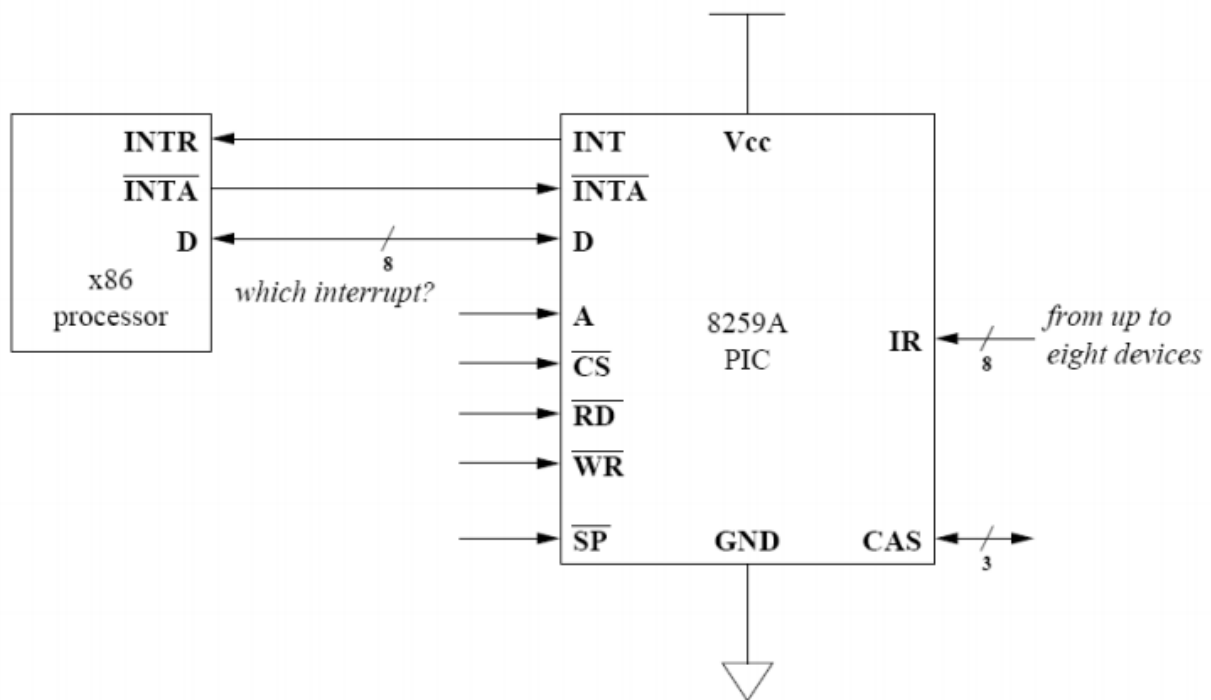 INTR
INTA
D
x86
processor
8
which interrupt?
INT
Vcc
INTA
D
A
CS
RD
WR
SP
8259A
PIC
GND
IR
CAS
8
from up to
eight devices
3